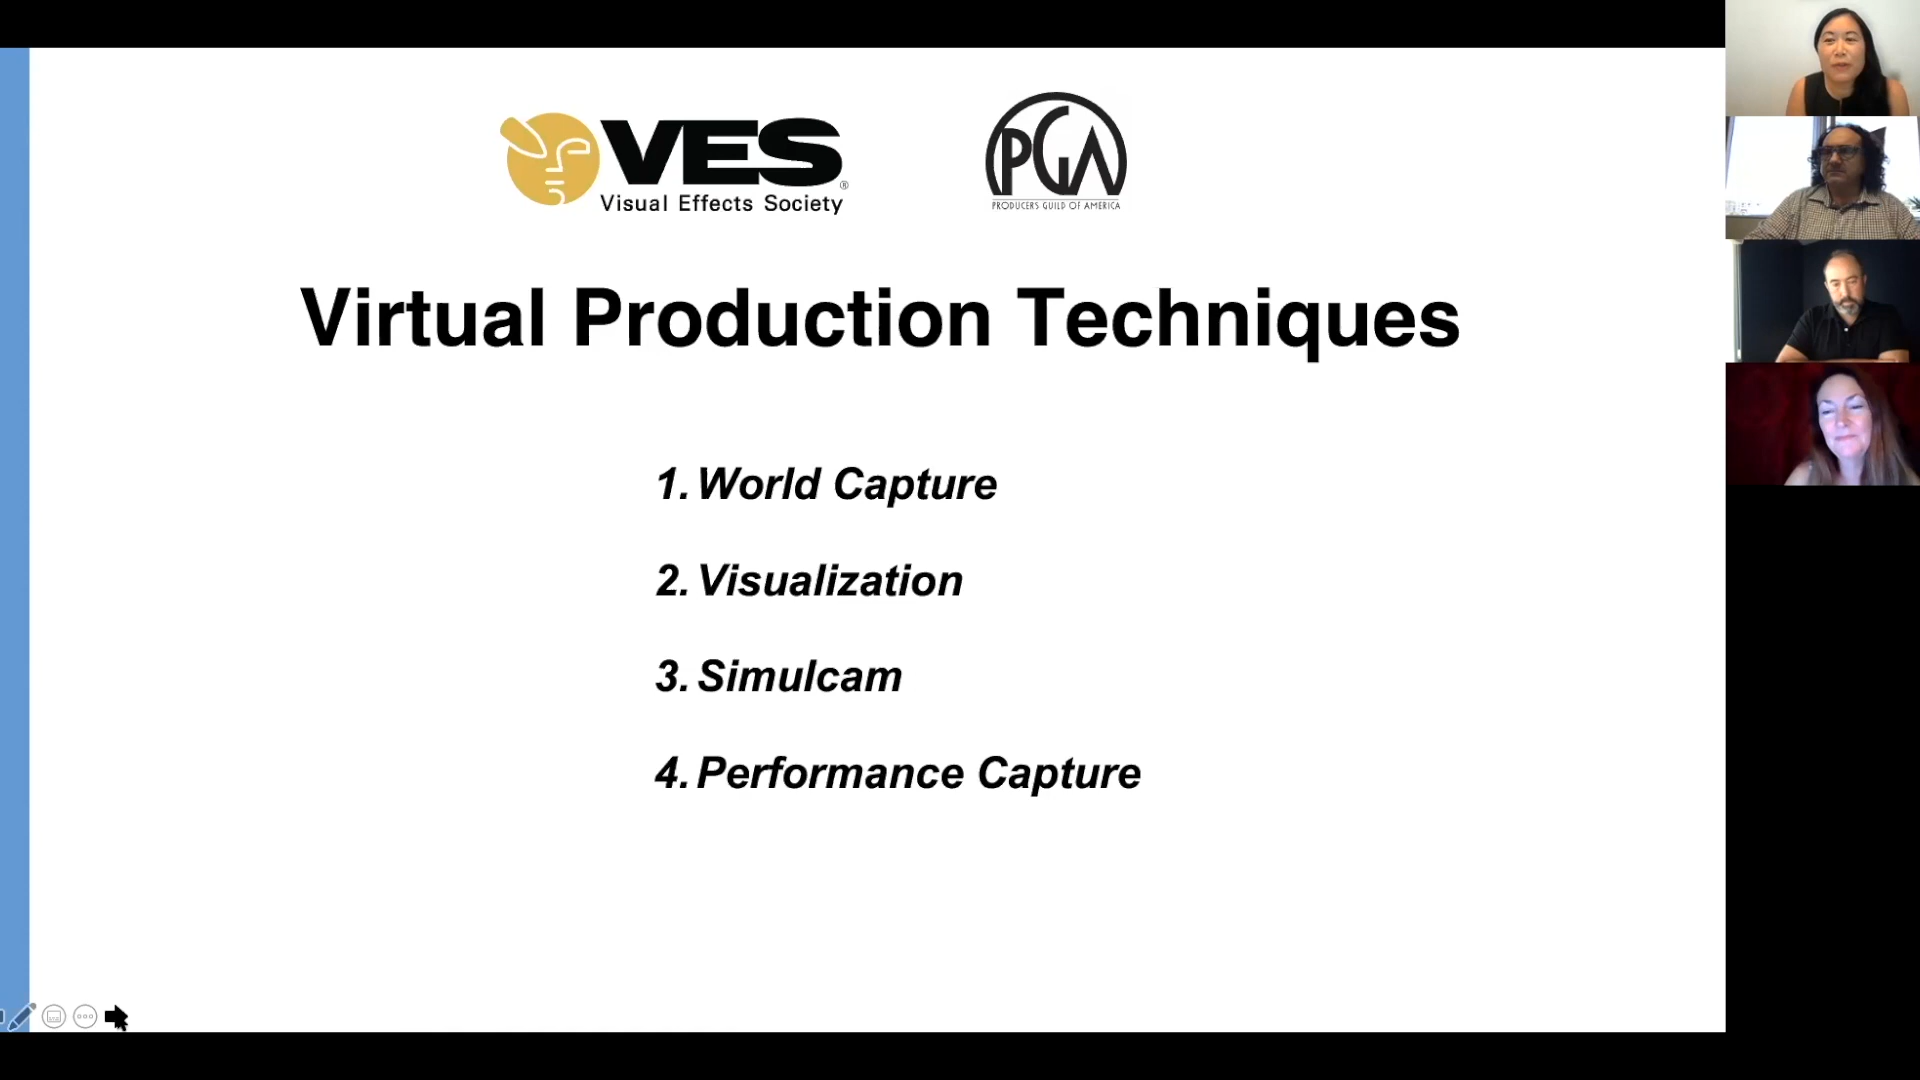 VES®
Visual Effects Society
PGA
PRODUCERS GUILD OF AMERICA
Virtual Production Techniques
1. World Capture
2. Visualization
3. Simulcam
4. Performance Capture